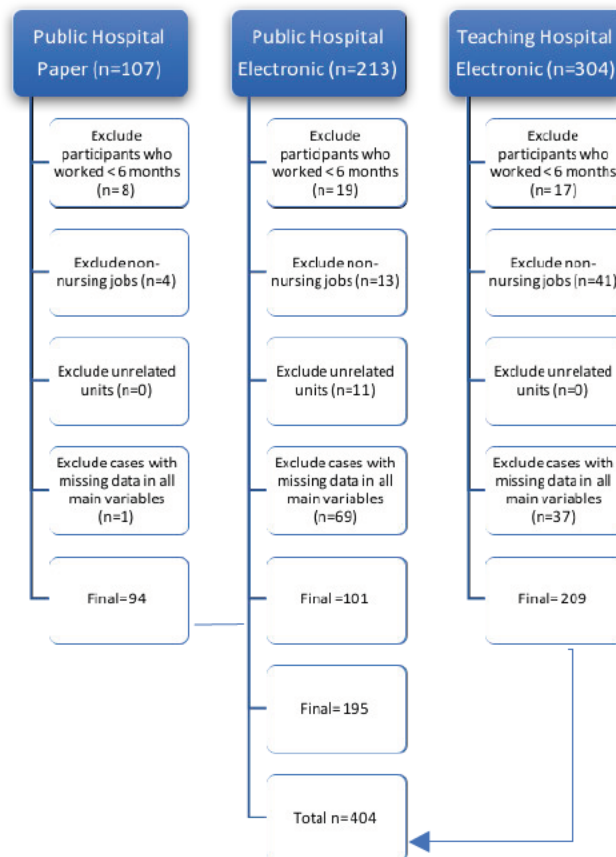 Public Hospital
Paper (n=107)
Exclude
participants who
worked < 6 months
(n= 8)
Exclude non-
nursing jobs (n=4)
Exclude unrelated
units (n=0)
Exclude cases with
missing data in all
main variables
(n=1)
Final=94
Public Hospital
Electronic (n=213)
Exclude
participants who
worked < 6 months
(n= 19)
Exclude non-
nursing jobs (n=13)
Exclude unrelated
units (n=11)
Exclude cases with
missing data in all
main variables
(n=69)
Final =101
Final= 195
Total n=404
Teaching Hospital
Electronic (n=304)
Exclude
participants who
worked < 6 months
(n= 17)
Exclude non-
nursing jobs (n=41)
Exclude unrelated
units (n=0)
Exclude cases with
missing data in all
main variables
(n=37)
Final= 209